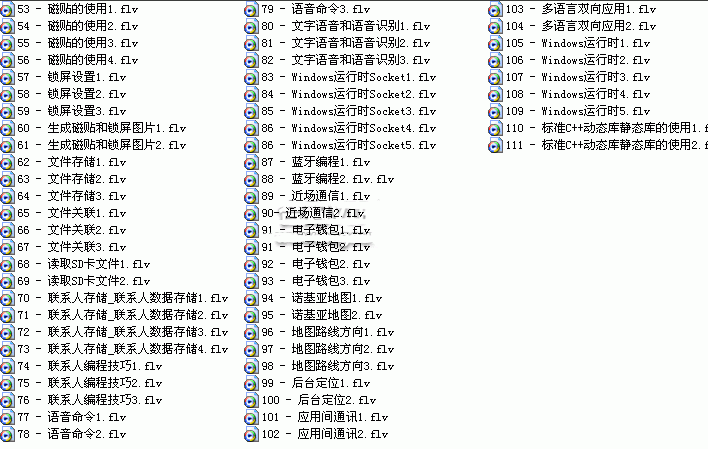 53 - 磁贴的使用1.flv
54 - 磁贴的使用2.flv
55 - 磁贴的使用3.flv
56 - 磁贴的使用4.flv
57 - 锁屏设置1.flv
58 - 锁屏设置2.flv
59 - 锁屏设置3.flv
60 - 生成磁贴和锁屏图片1.flv
61 - 生成磁贴和锁屏图片2.flv
62 - 文件存储1.flv
63 - 文件存储2.flv
64 - 文件存储3.flv
65 - 文件关联1.flv
66 - 文件关联2.flv
67 - 文件关联3.flv
68 - 读取SD卡文件1.flv
69 - 读取SD卡文件2.flv
70 - 联系人存储_联系人数据存储1.flv
71 - 联系人存储_联系人数据存储2.flv
72 - 联系人存储_联系人数据存储3.flv
73 - 联系人存储_联系人数据存储4.flv
74 - 联系人编程技巧1.flv
75 - 联系人编程技巧2.flv
76 - 联系人编程技巧3.flv
77 - 语音命令1.flv
78 - 语音命令2.flv
79 - 语音命令3.flv
80 - 文字语音和语音识别1.flv
81 - 文字语音和语音识别2.flv
82 - 文字语音和语音识别3.flv
83 - Windows运行时Socket1.flv
84 - Windows运行时Socket2.flv
85 - Windows运行时Socket3.flv
86 - Windows运行时Socket4.flv
86 - Windows运行时Socket5.flv
87 - 蓝牙编程1.flv
88 - 蓝牙编程2.flv.flv
89 - 近场通信1.flv
90- 近场通信2.flv
91 - 电子钱包1.flv
91 - 电子钱包2.flv
92 - 电子钱包2.flv
93 - 电子钱包3.flv
94 - 诺基亚地图1.flv
95 - 诺基亚地图2.flv
96 - 地图路线方向1.flv
97 - 地图路线方向2.flv
98 - 地图路线方向3.flv
99 - 后台定位1.flv
100 - 后台定位2.flv
101 - 应用间通讯1.flv
102 - 应用间通讯2.flv
103 - 多语言双向应用1.flv
104 - 多语言双向应用2.flv
105 - Windows运行时1.flv
106 - Windows运行时2.flv
107 - Windows运行时3.flv
108 - Windows运行时4.flv
109 - Windows运行时5.flv
110 - 标准C++动态库静态库的使用1.f
111 - 标准C++动态库静态库的使用2.f